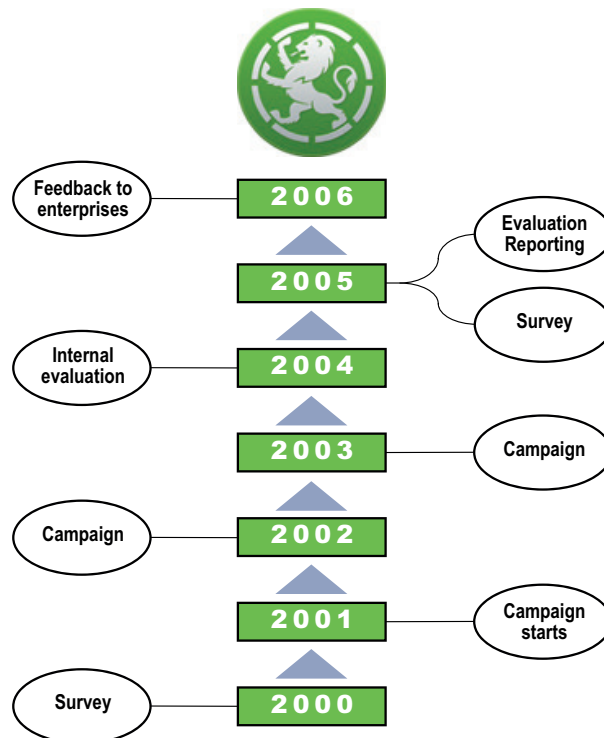 Feedback to
enterprises
2006
Evaluation
Reporting
2005
Survey
Internal
evaluation
2004
2003
Campaign
Campaign
2002
2001
Campaign
starts
Survey
2000